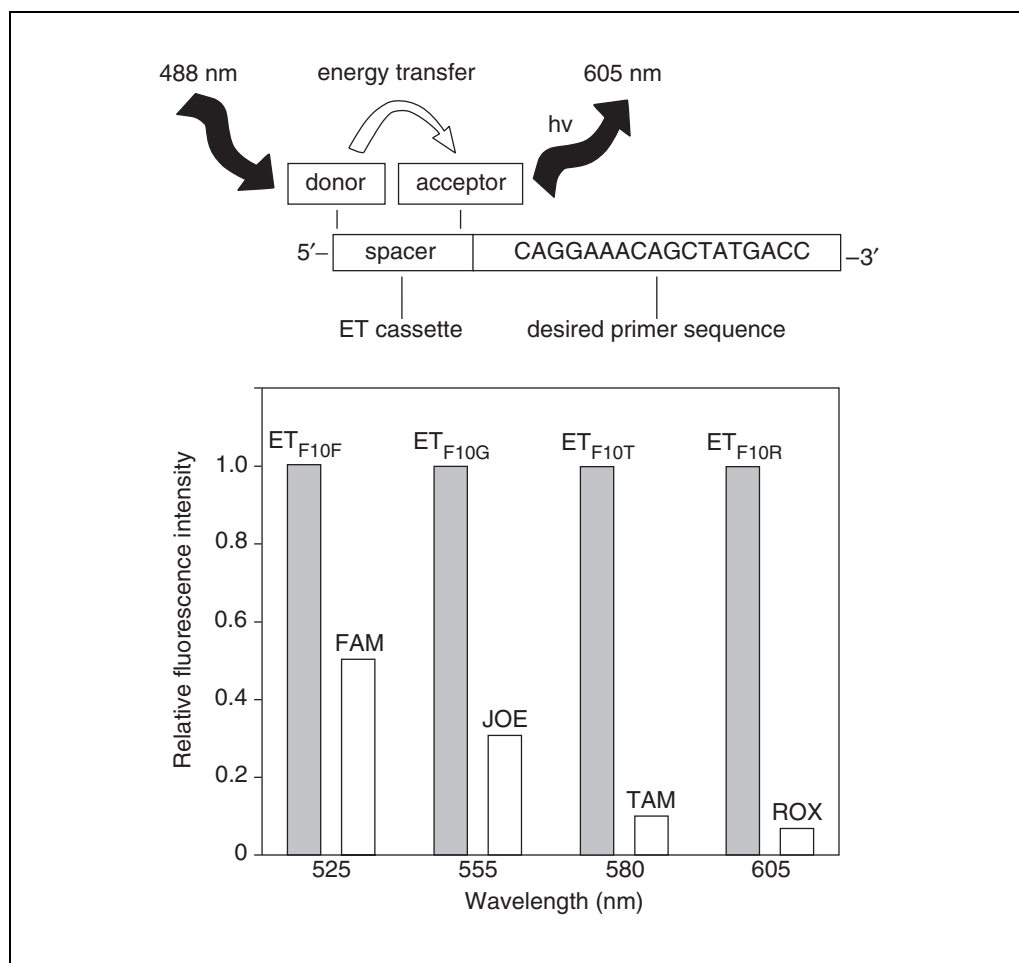 488 nm energy transfer 605 nm
hv
donor acceptor
5′– spacer CAGGAAACAGCTATGACC –3′
ET cassette desired primer sequence
ET_F10F ET_F10G ET_F10T ET_F10R
1.0
0.8
0.6
FAM
0.4
JOE
0.2
TAM
ROX
0
525 555 580 605
Wavelength (nm)
Relative fluorescence intensity